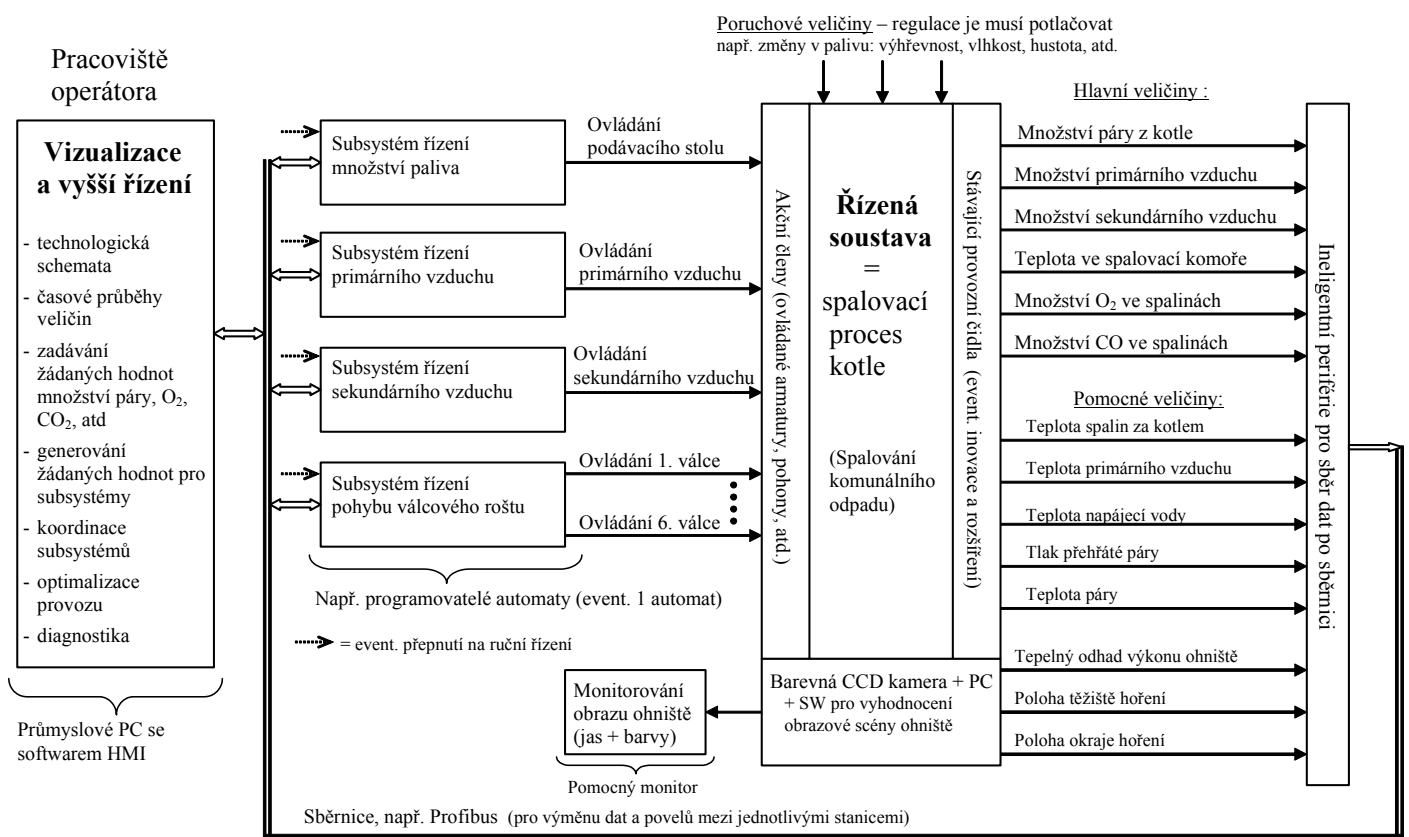 Poruchové veličiny – regulace je musí potlačovat
např. změny v palivu: výhřevnost, vlhkost, hustota, atd.
Pracoviště
operátora
Vizualizace
a vyšší řízení
- technologická
schemata
- časové průběhy
veličin
- zadávání
žádaných hodnot
množství páry, O₂,
CO₂, atd
- generování
žádaných hodnot pro
subsystémy
- koordinace
subsystémů
- optimalizace
provozu
- diagnostika
Průmyslové PC se
softwarem HMI
Subsystém řízení
množství paliva
Subsystém řízení
primárního vzduchu
Subsystém řízení
sekundárního vzduchu
Subsystém řízení
pohybu válcového roštu
Ovládání
podávacího stolu
Ovládání
primárního vzduchu
Ovládání
sekundárního vzduchu
Ovládání 1. válce
Ovládání 6. válce
Např. programovatelé automaty (event. 1 automat)
= event. přepnutí na ruční řízení
Akční členy (ovládané armatury, pohony, atd.)
Řízená
soustava
=
spalovací
proces
kotle
(Spalování
komunálního
odpadu)
Stávající provozní čidla (event. inovace a rozšíření)
Barevná CCD kamera + PC
+ SW pro vyhodnocení
obrazové scény ohniště
Monitorování
obrazu ohniště
(jas + barvy)
Pomocný monitor
Hlavní veličiny :
Množství páry z kotle
Množství primárního vzduchu
Množství sekundárního vzduchu
Teplota ve spalovací komoře
Množství O₂ ve spalinách
Množství CO ve spalinách
Pomocné veličiny:
Teplota spalin za kotlem
Teplota primárního vzduchu
Teplota napájecí vody
Tlak přehřáté páry
Teplota páry
Tepelný odhad výkonu ohniště
Poloha těžiště hoření
Poloha okraje hoření
Ineligentní periférie pro sběr dat po sběrnici
Sběrnice, např. Profibus (pro výměnu dat a povelů mezi jednotlivými stanicemi)